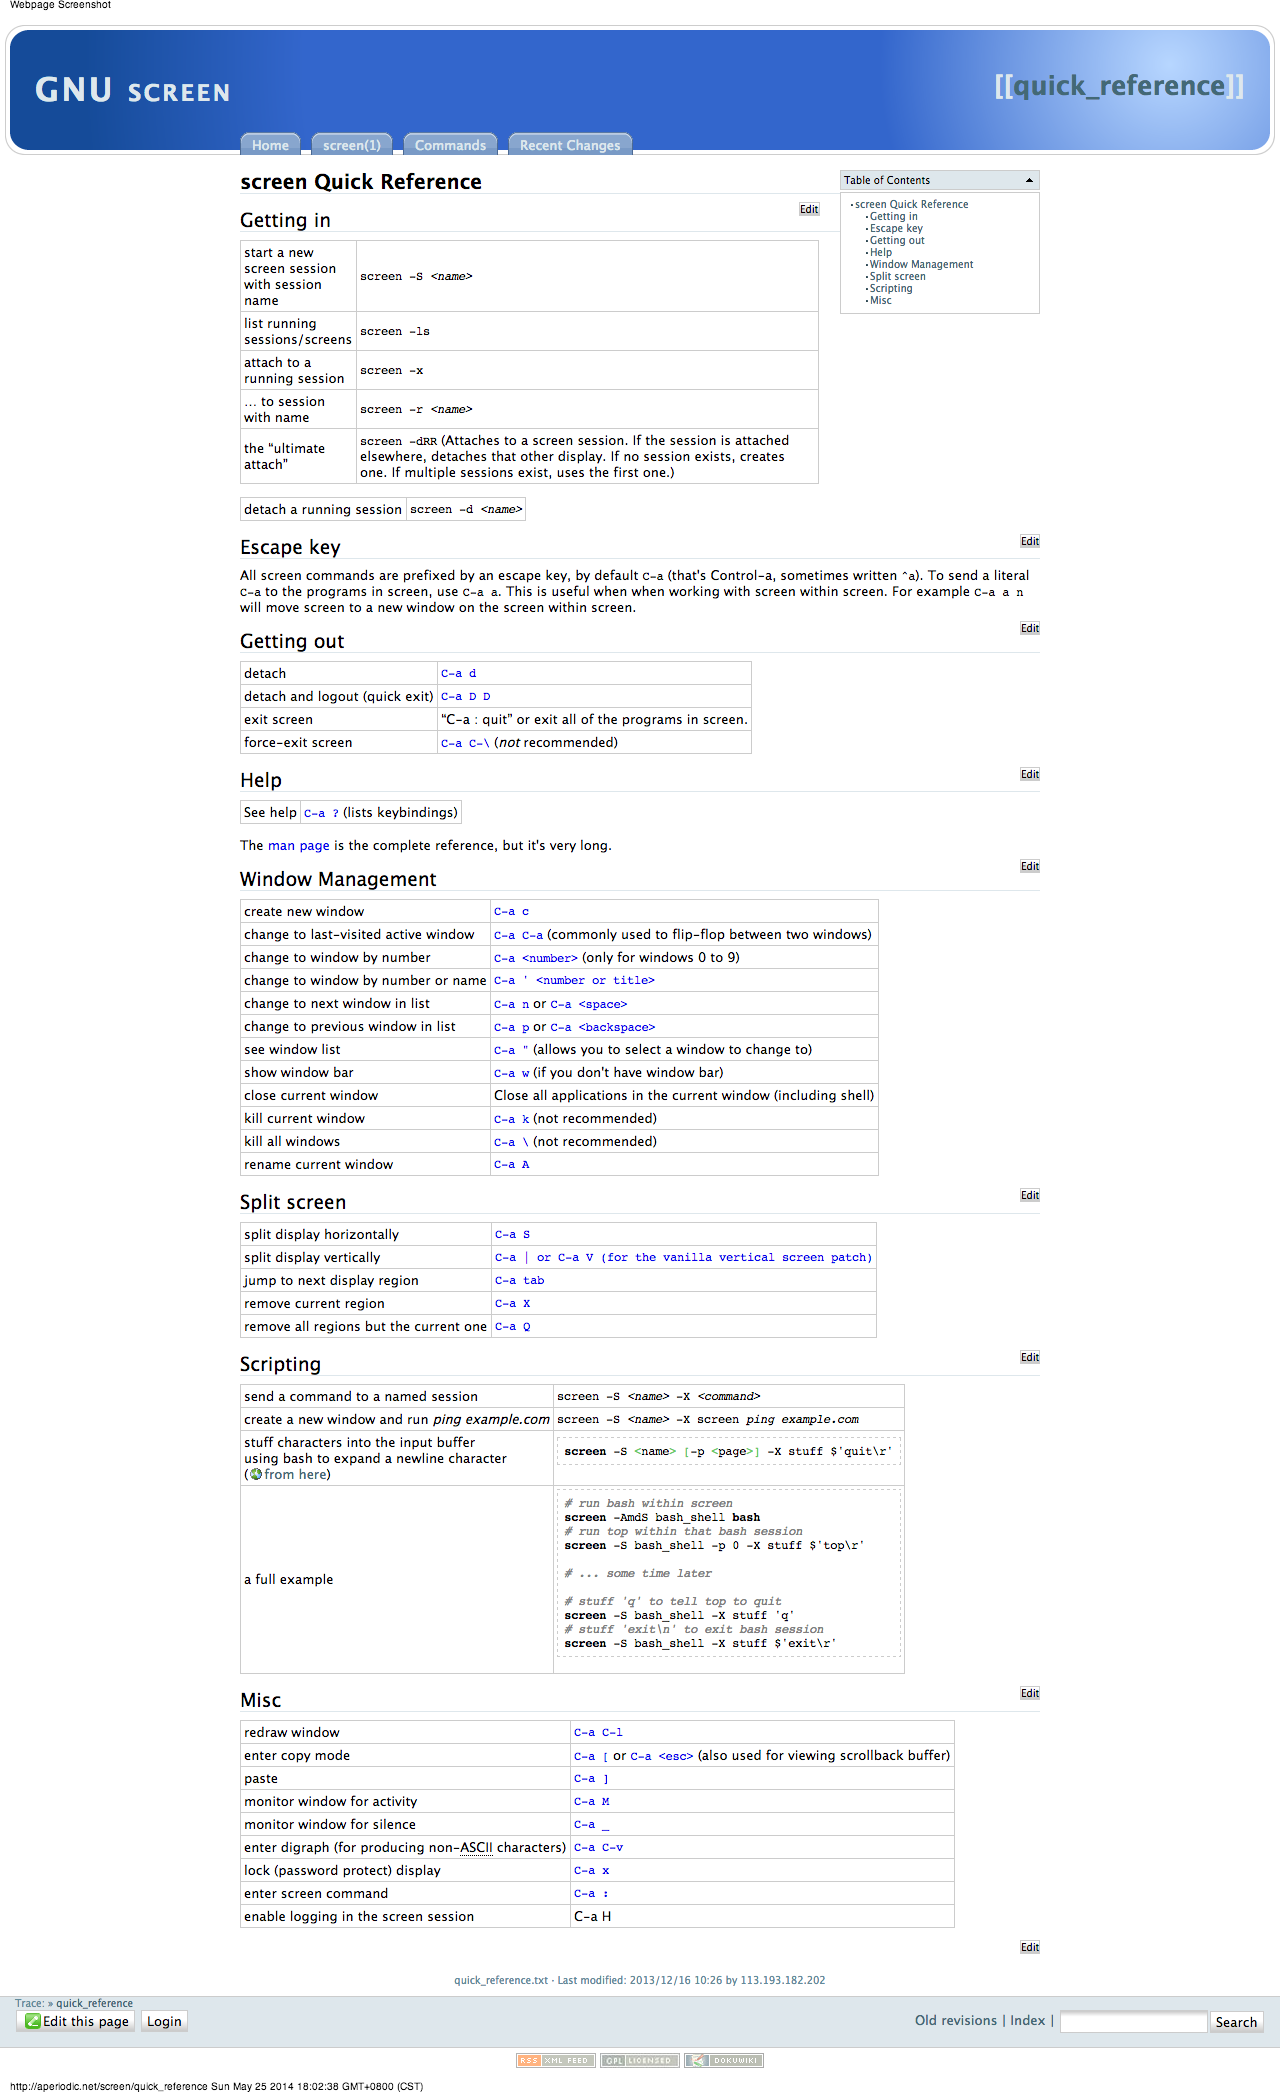 Webpage Screenshot
GNU SCREEN
[[quick_reference]]
Home screen(1) Commands Recent Changes
screen Quick Reference
Table of Contents
screen Quick Reference
Getting in
Escape key
Getting out
Help
Window Management
Split screen
Scripting
Misc
Edit
Getting in
start a new
screen session
with session
name
screen -S <name>
list running
sessions/screens
screen -ls
attach to a
running session
screen -x
... to session
with name
screen -r <name>
the “ultimate
attach”
screen -dRR (Attaches to a screen session. If the session is attached
elsewhere, detaches that other display. If no session exists, creates
one. If multiple sessions exist, uses the first one.)
detach a running session screen -d <name>
Edit
Escape key
All screen commands are prefixed by an escape key, by default C-a (that's Control-a, sometimes written ^a). To send a literal
C-a to the programs in screen, use C-a a. This is useful when when working with screen within screen. For example C-a a n
will move screen to a new window on the screen within screen.
Edit
Getting out
detach C-a d
detach and logout (quick exit) C-a D D
exit screen “C-a : quit” or exit all of the programs in screen.
force-exit screen C-a C-\ (not recommended)
Edit
Help
See help C-a ? (lists keybindings)
The man page is the complete reference, but it's very long.
Edit
Window Management
create new window C-a c
change to last-visited active window C-a C-a (commonly used to flip-flop between two windows)
change to window by number C-a <number> (only for windows 0 to 9)
change to window by number or name C-a ' <number or title>
change to next window in list C-a n or C-a <space>
change to previous window in list C-a p or C-a <backspace>
see window list C-a " (allows you to select a window to change to)
show window bar C-a w (if you don't have window bar)
close current window Close all applications in the current window (including shell)
kill current window C-a k (not recommended)
kill all windows C-a \ (not recommended)
rename current window C-a A
Edit
Split screen
split display horizontally C-a S
split display vertically C-a | or C-a V (for the vanilla vertical screen patch)
jump to next display region C-a tab
remove current region C-a X
remove all regions but the current one C-a Q
Edit
Scripting
send a command to a named session screen -S <name> -X <command>
create a new window and run ping example.com screen -S <name> -X screen ping example.com
stuff characters into the input buffer
using bash to expand a newline character
(from here)
screen -S <name> [-p <page>] -X stuff $'quit\r'
a full example
# run bash within screen
screen -AmdS bash_shell bash
# run top within that bash session
screen -S bash_shell -p 0 -X stuff $'top\r'
# ... some time later
# stuff 'q' to tell top to quit
screen -S bash_shell -X stuff 'q'
# stuff 'exit\n' to exit bash session
screen -S bash_shell -X stuff $'exit\r'
Edit
Misc
redraw window C-a C-l
enter copy mode C-a [ or C-a <esc> (also used for viewing scrollback buffer)
paste C-a ]
monitor window for activity C-a M
monitor window for silence C-a _
enter digraph (for producing non-ASCII characters) C-a C-v
lock (password protect) display C-a x
enter screen command C-a :
enable logging in the screen session C-a H
Edit
quick_reference.txt · Last modified: 2013/12/16 10:26 by 113.193.182.202
Trace: » quick_reference
Edit this page Login Old revisions | Index | Search
RSS XML FEED GPL LICENSED DOKUWIKI
http://aperiodic.net/screen/quick_reference Sun May 25 2014 18:02:38 GMT+0800 (CST)